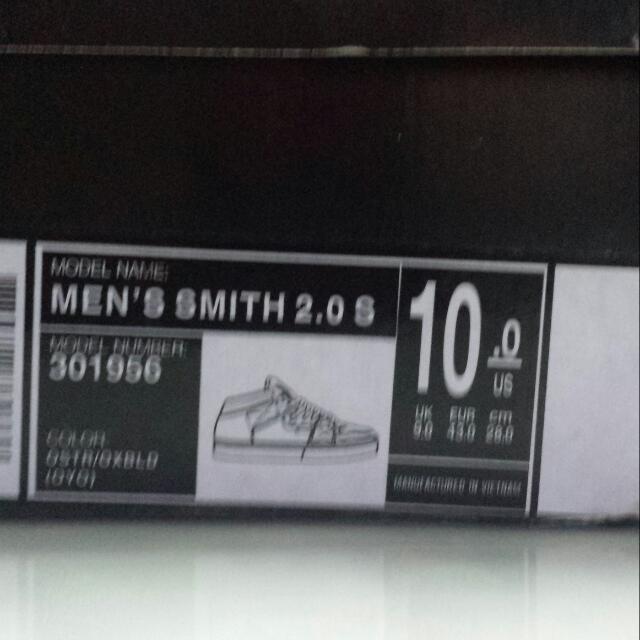 MODEL NAME:
MEN'S SMITH 2.0 S
MODEL NUMBER:
301956
COLOR
(070)
10.0
US
UK EUR CM
9.0 43.0 28.0
MANUFACTURED IN VIETNAM